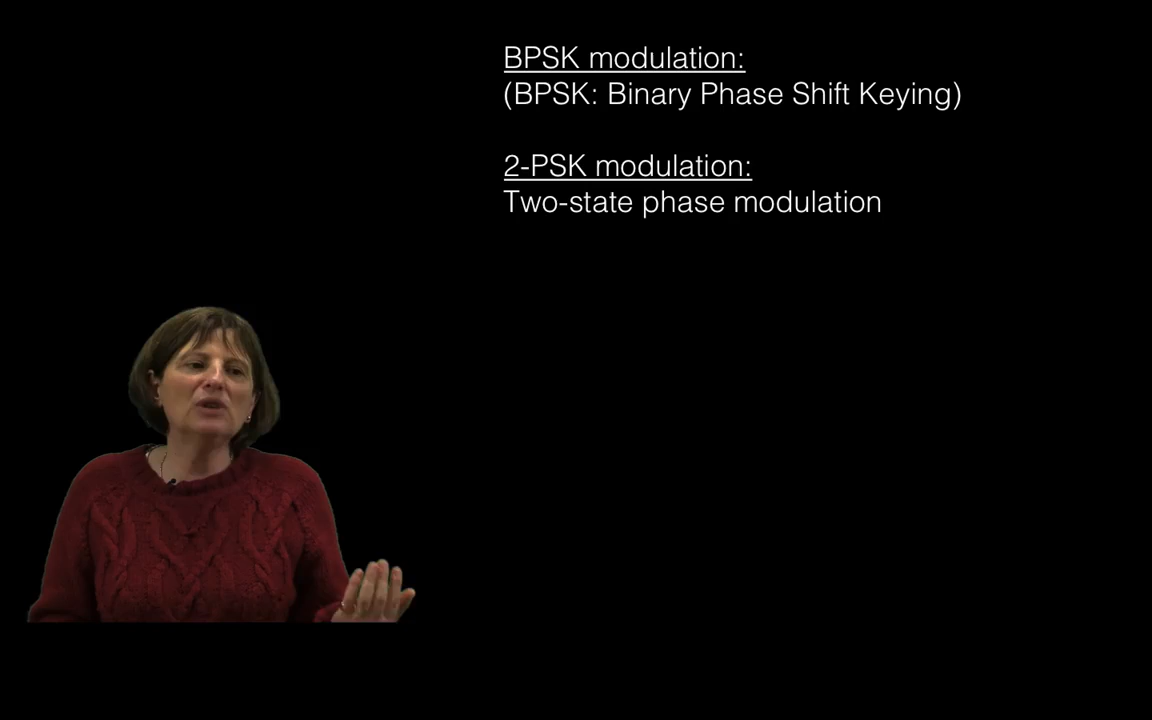 BPSK modulation:
(BPSK: Binary Phase Shift Keying)
2-PSK modulation:
Two-state phase modulation